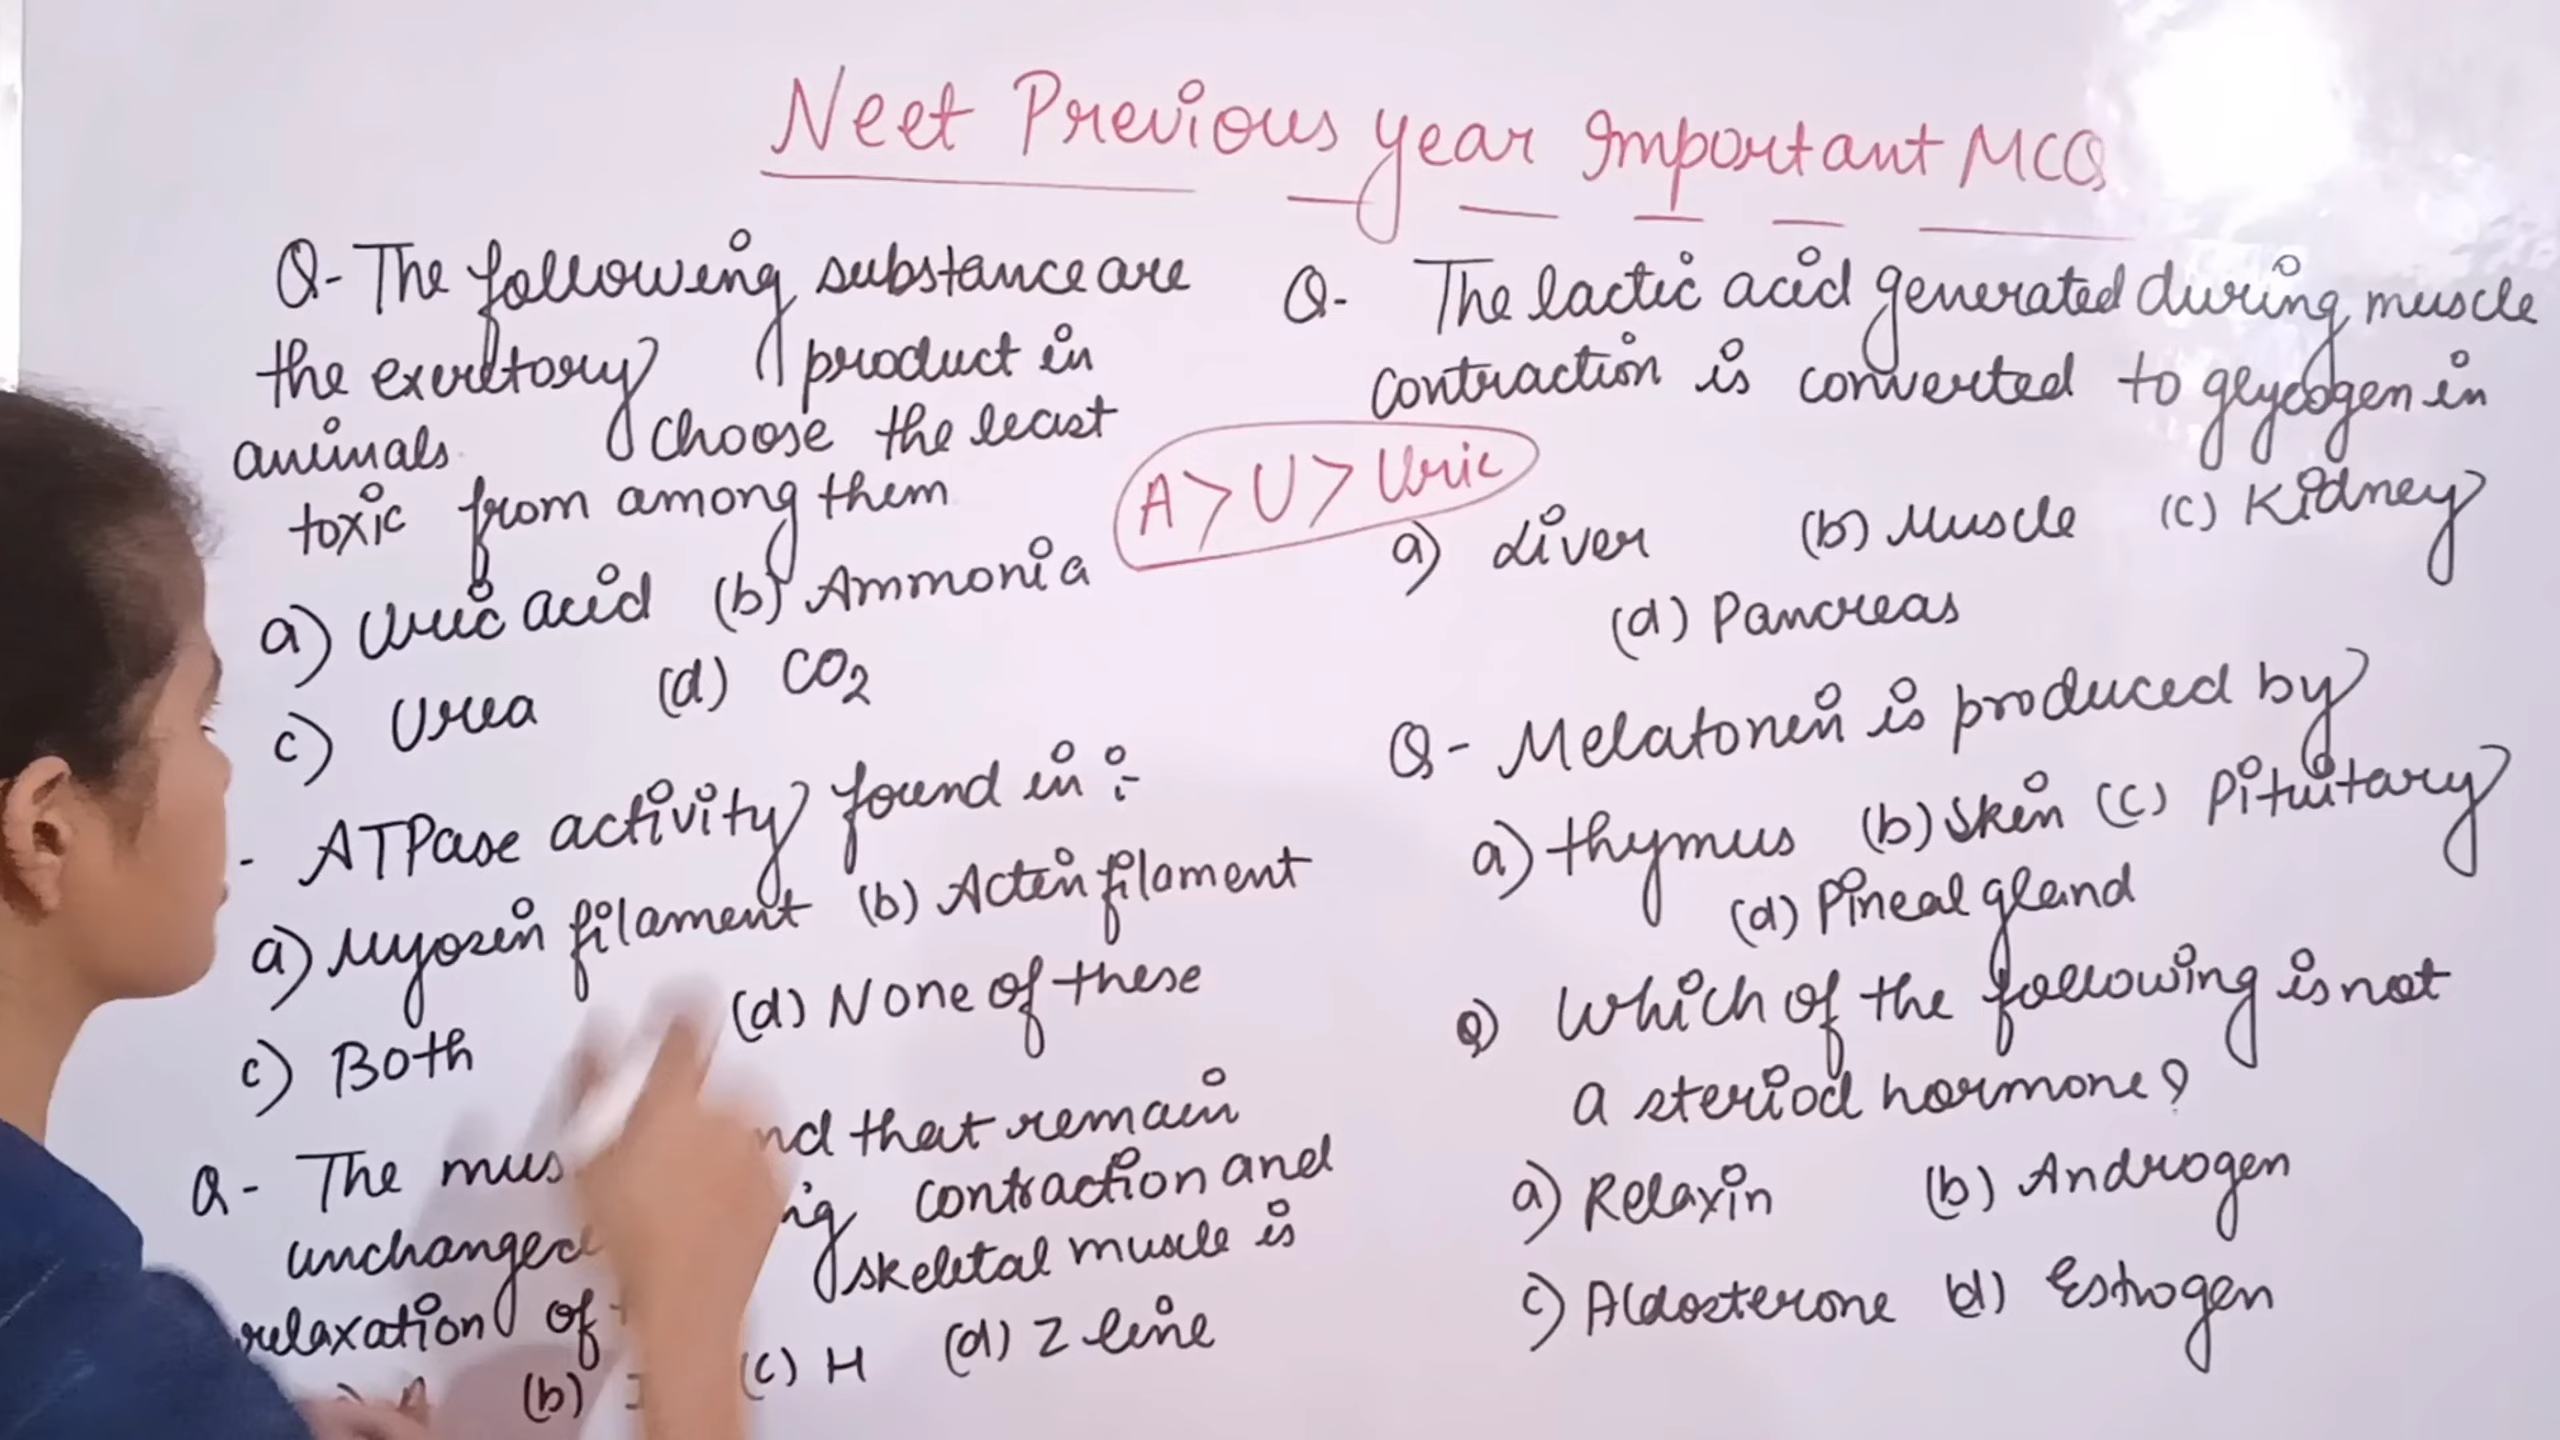 Neet Previous year Important MCQ
Q- The following substance are
the excretory product in
animals choose the least
toxic from among them
a) Uric acid (b) Ammonia
c) Urea (d) CO2
- ATPase activity found in :-
a) Myosin filament (b) Actin filament
c) Both (d) None of these
Q- The mus nd that remain
unchanged ng contraction and
relaxation of skeletal muscle is
(b) (c) H (d) Z line
A > U > Uric
Q- The lactic acid generated during muscle
contraction is converted to glycogen in
a) Liver (b) Muscle (c) Kidney
(d) Pancreas
Q- Melatonin is produced by
a) thymus (b) Skin (c) Pituitary
(d) Pineal gland
Q) Which of the following is not
a steriod hormone?
a) Relaxin (b) Androgen
c) Aldosterone d) Estrogen